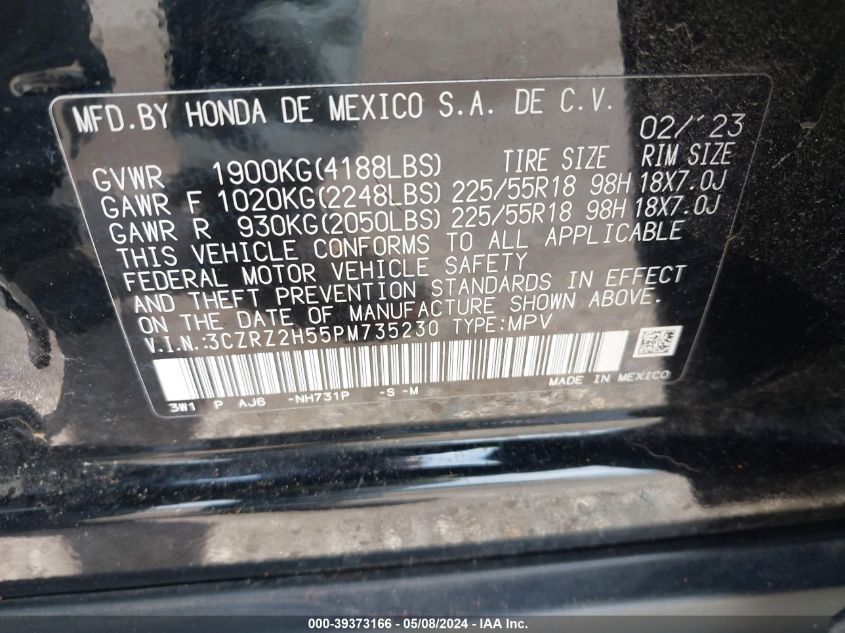 MFD.BY HONDA DE MEXICO S.A. DE C.V.
02/'23
GVWR 1900KG(4188LBS) TIRE SIZE RIM SIZE
GAWR F 1020KG(2248LBS) 225/55R18 98H 18X7.0J
GAWR R 930KG(2050LBS) 225/55R18 98H 18X7.0J
THIS VEHICLE CONFORMS TO ALL APPLICABLE
FEDERAL MOTOR VEHICLE SAFETY
AND THEFT PREVENTION STANDARDS IN EFFECT
ON THE DATE OF MANUFACTURE SHOWN ABOVE.
V.I.N.:3CZRZ2H55PM735230 TYPE:MPV
MADE IN MEXICO
3W1 P AJ6 -NH731P -S -M
000-39373166 - 05/08/2024 - IAA Inc.